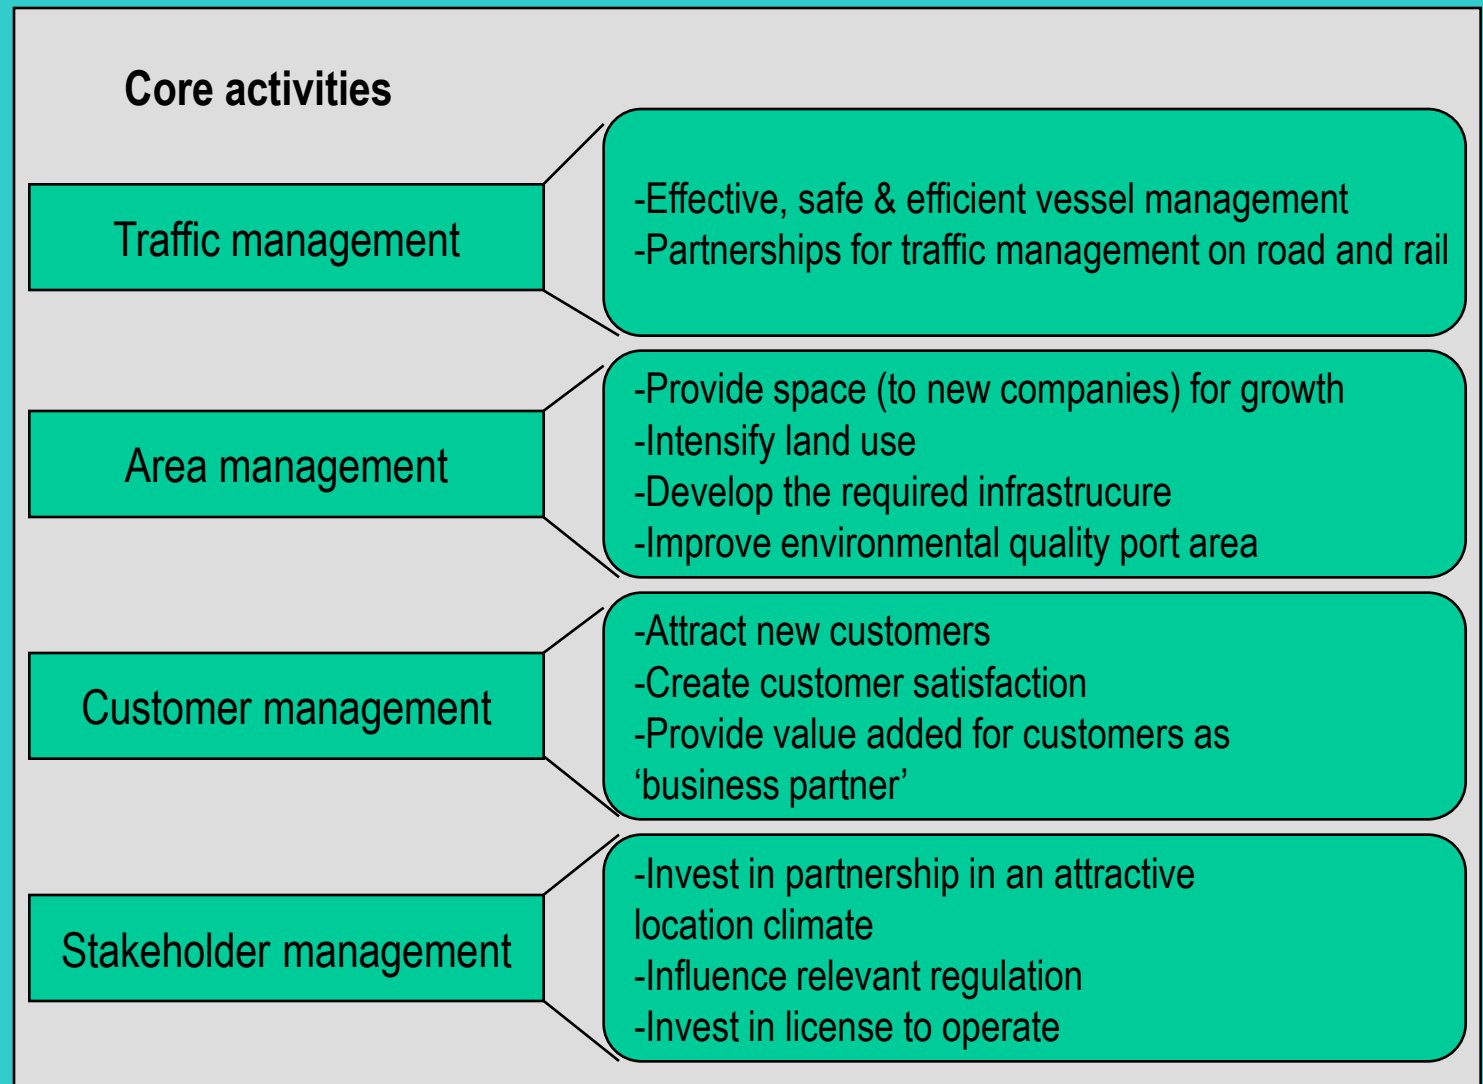 Core activities
Traffic management
-Effective, safe & efficient vessel management
-Partnerships for traffic management on road and rail
Area management
-Provide space (to new companies) for growth
-Intensify land use
-Develop the required infrastrucure
-Improve environmental quality port area
Customer management
-Attract new customers
-Create customer satisfaction
-Provide value added for customers as
‘business partner’
Stakeholder management
-Invest in partnership in an attractive
location climate
-Influence relevant regulation
-Invest in license to operate